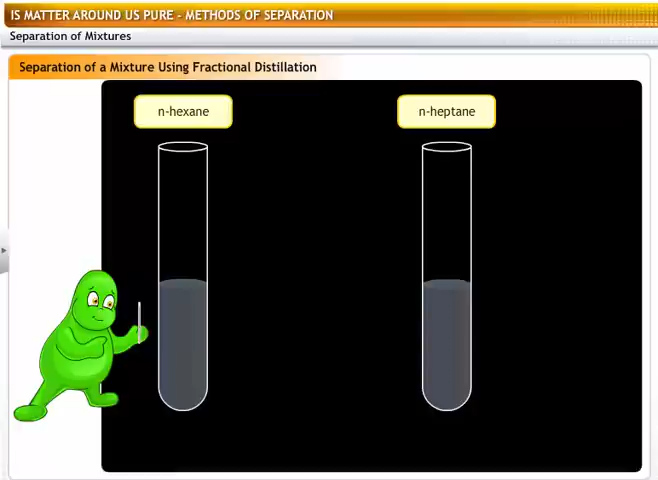 IS MATTER AROUND US PURE - METHODS OF SEPARATION
Separation of Mixtures
Separation of a Mixture Using Fractional Distillation
n-hexane
n-heptane